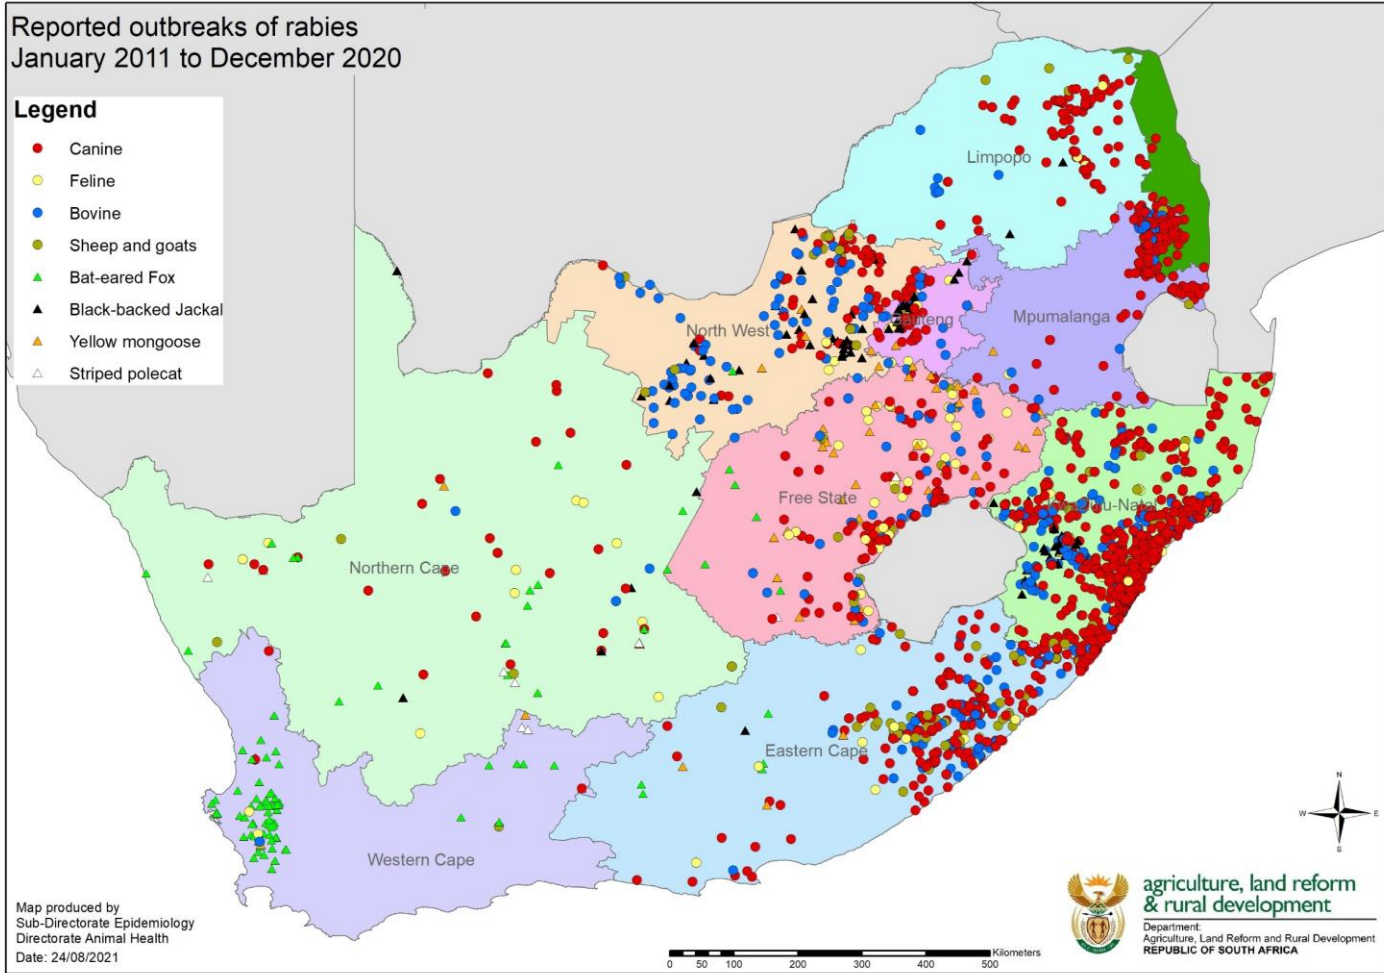 Reported outbreaks of rabies
January 2011 to December 2020
Legend
Canine
Feline
Bovine
Sheep and goats
Bat-eared Fox
Black-backed Jackal
Yellow mongoose
Striped polecat
Limpopo
North West
Gauteng
Mpumalanga
Free State
KwaZulu-Natal
Northern Cape
Eastern Cape
Western Cape
N
W E
S
Map produced by
Sub-Directorate Epidemiology
Directorate Animal Health
Date: 24/08/2021
Kilometers
0 50 100 200 300 400 500
agriculture, land reform
& rural development
Department:
Agriculture, Land Reform and Rural Development
REPUBLIC OF SOUTH AFRICA